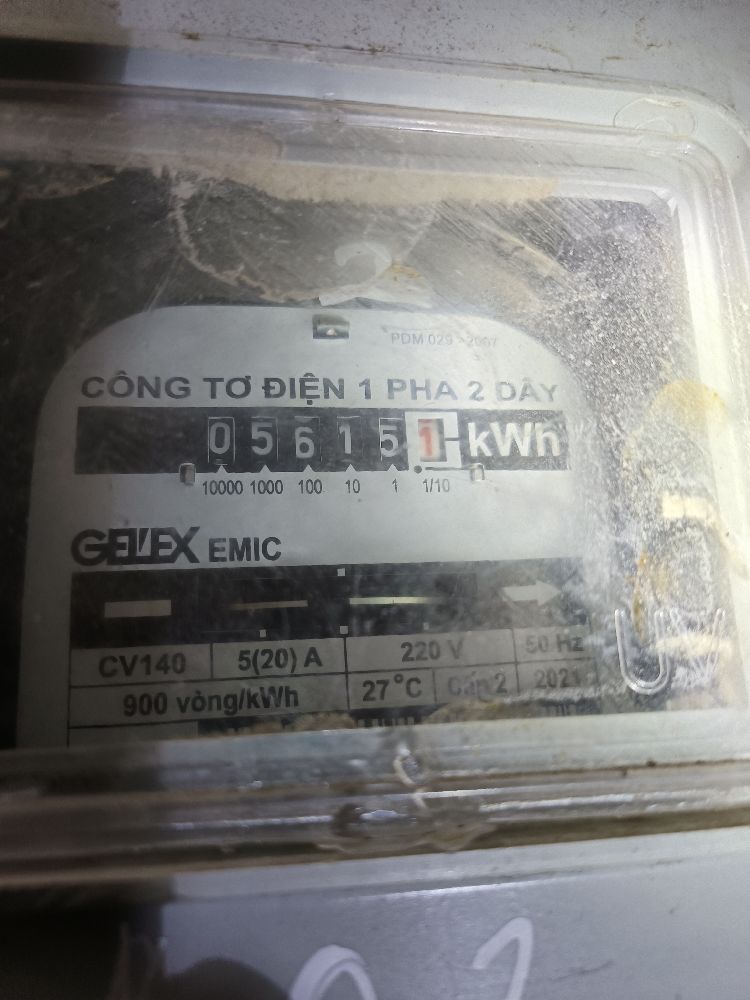 PDM 029 - 2007
CÔNG TƠ ĐIỆN 1 PHA 2 DÂY
0 5 6 1 5 1 kWh
10000 1000 100 10 1 1/10
GELEX EMIC
CV140 5(20) A 220 V 50 Hz
900 vòng/kWh 27°C Cấp 2 2021